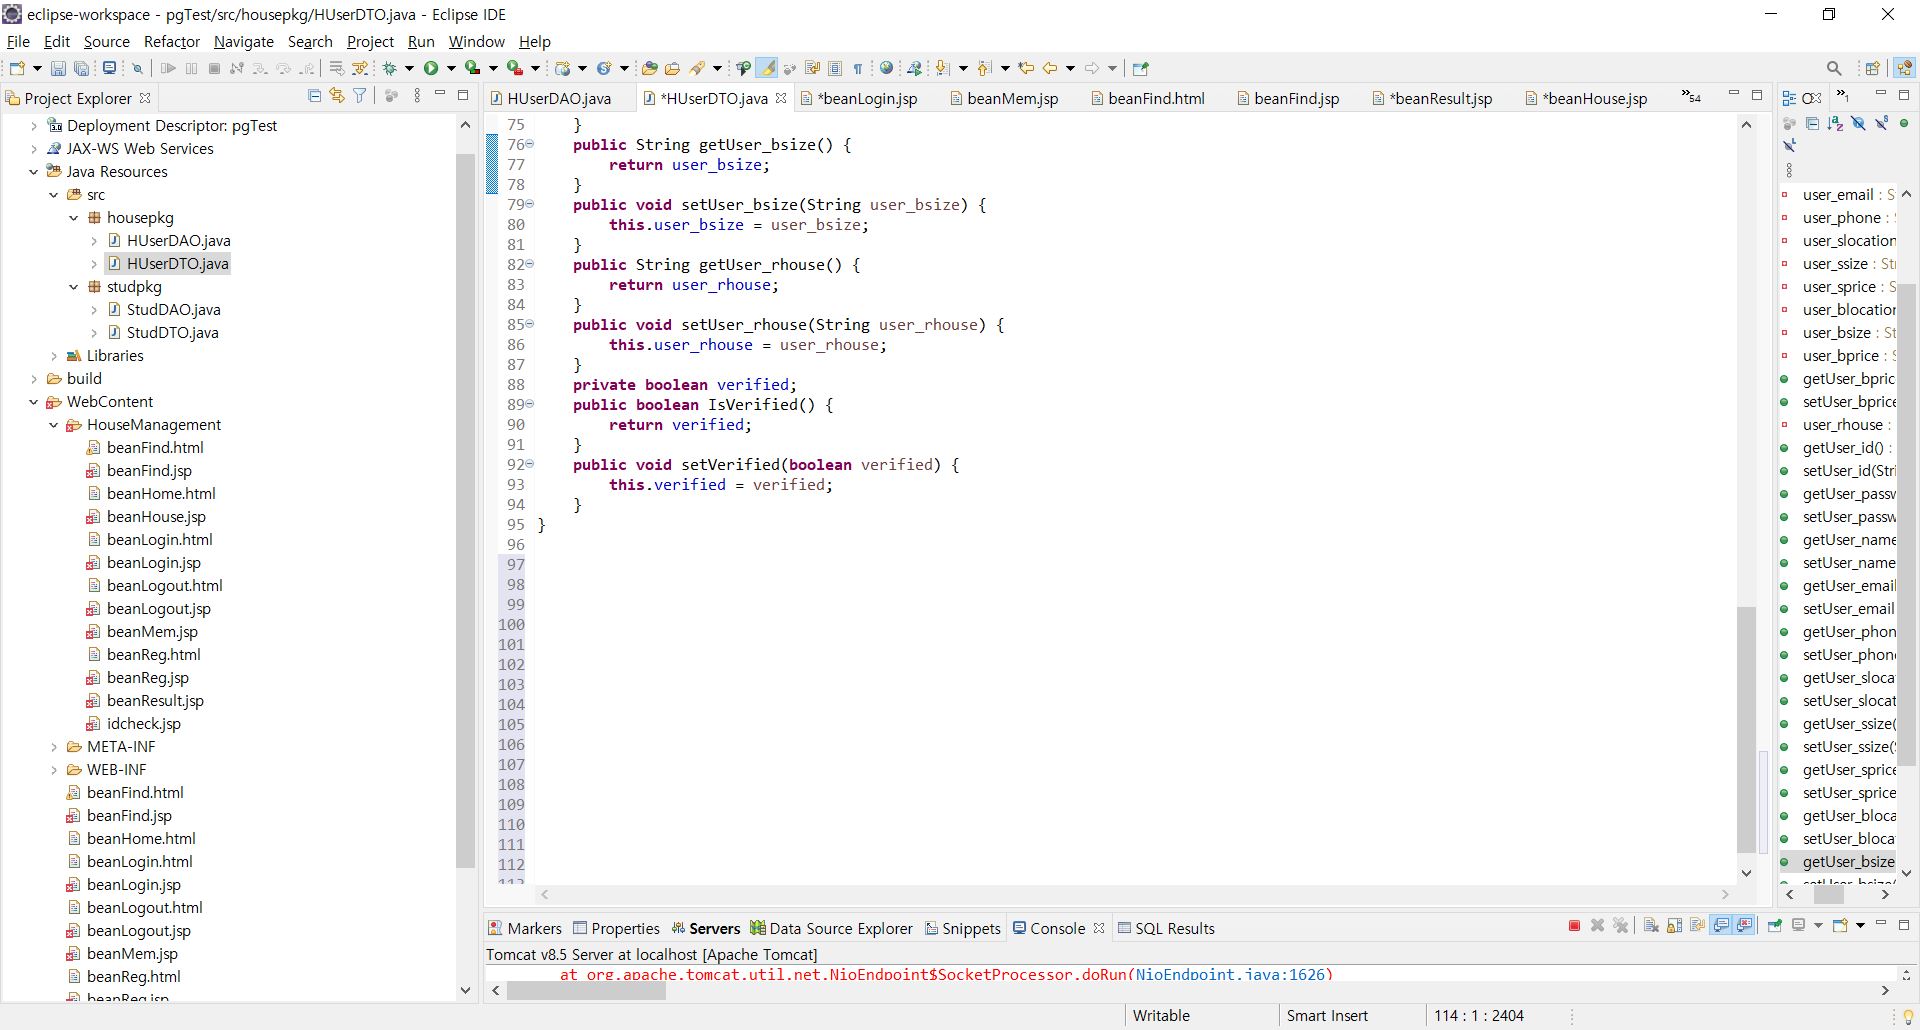 eclipse-workspace - pgTest/src/housepkg/HUserDTO.java - Eclipse IDE
File Edit Source Refactor Navigate Search Project Run Window Help
Project Explorer
Deployment Descriptor: pgTest
JAX-WS Web Services
Java Resources
src
housepkg
HUserDAO.java
HUserDTO.java
studpkg
StudDAO.java
StudDTO.java
Libraries
build
WebContent
HouseManagement
beanFind.html
beanFind.jsp
beanHome.html
beanHouse.jsp
beanLogin.html
beanLogin.jsp
beanLogout.html
beanLogout.jsp
beanMem.jsp
beanReg.html
beanReg.jsp
beanResult.jsp
idcheck.jsp
META-INF
WEB-INF
beanFind.html
beanFind.jsp
beanHome.html
beanLogin.html
beanLogin.jsp
beanLogout.html
beanLogout.jsp
beanMem.jsp
beanReg.html
beanReg.jsp
HUserDAO.java *HUserDTO.java *beanLogin.jsp beanMem.jsp beanFind.html beanFind.jsp *beanResult.jsp *beanHouse.jsp »54
75 }
76 public String getUser_bsize() {
77 return user_bsize;
78 }
79 public void setUser_bsize(String user_bsize) {
80 this.user_bsize = user_bsize;
81 }
82 public String getUser_rhouse() {
83 return user_rhouse;
84 }
85 public void setUser_rhouse(String user_rhouse) {
86 this.user_rhouse = user_rhouse;
87 }
88 private boolean verified;
89 public boolean IsVerified() {
90 return verified;
91 }
92 public void setVerified(boolean verified) {
93 this.verified = verified;
94 }
95 }
96
97
98
99
100
101
102
103
104
105
106
107
108
109
110
111
112
113
»1
user_email : S
user_phone :
user_slocation
user_ssize : Sti
user_sprice : S
user_blocation
user_bsize : St
user_bprice : S
getUser_bpric
setUser_bprice
user_rhouse :
getUser_id() :
setUser_id(Stri
getUser_passw
setUser_passw
getUser_name
setUser_name
getUser_email
setUser_email
getUser_phon
setUser_phon
getUser_sloca
setUser_slocat
getUser_ssize(
setUser_ssize(
getUser_sprice
setUser_sprice
getUser_bloca
setUser_bloca
getUser_bsize
setUser_bsize(
Markers Properties Servers Data Source Explorer Snippets Console SQL Results
Tomcat v8.5 Server at localhost [Apache Tomcat]
at org.apache.tomcat.util.net.NioEndpoint$SocketProcessor.doRun(NioEndpoint.java:1626)
Writable Smart Insert 114 : 1 : 2404